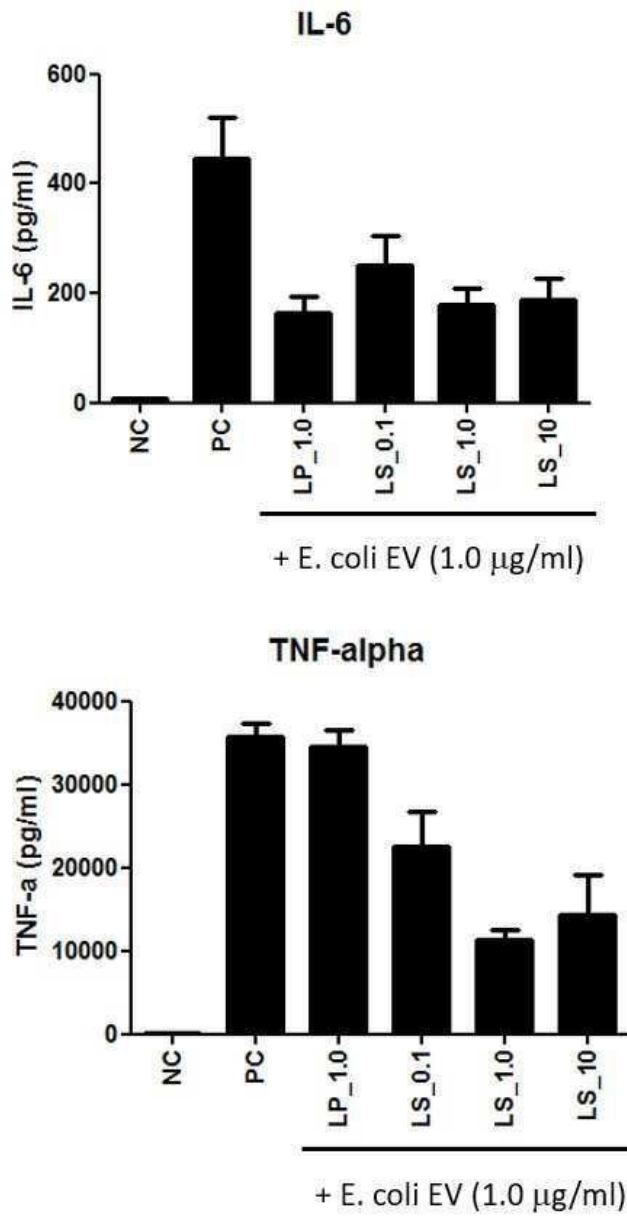 IL-6
600
400
200
0
IL-6 (pg/ml)
NC
PC
LP_1.0
LS_0.1
LS_1.0
LS_10
+ E. coli EV (1.0 μg/ml)
TNF-alpha
40000
30000
20000
10000
0
TNF-a (pg/ml)
NC
PC
LP_1.0
LS_0.1
LS_1.0
LS_10
+ E. coli EV (1.0 μg/ml)